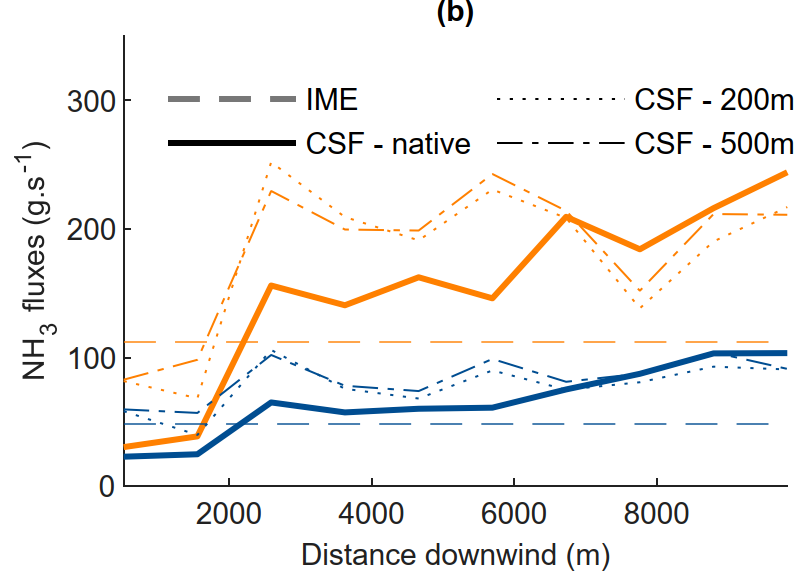 (b)
IME
CSF - native
CSF - 200m
CSF - 500m
NH3 fluxes (g.s-1)
300
200
100
0
2000 4000 6000 8000
Distance downwind (m)